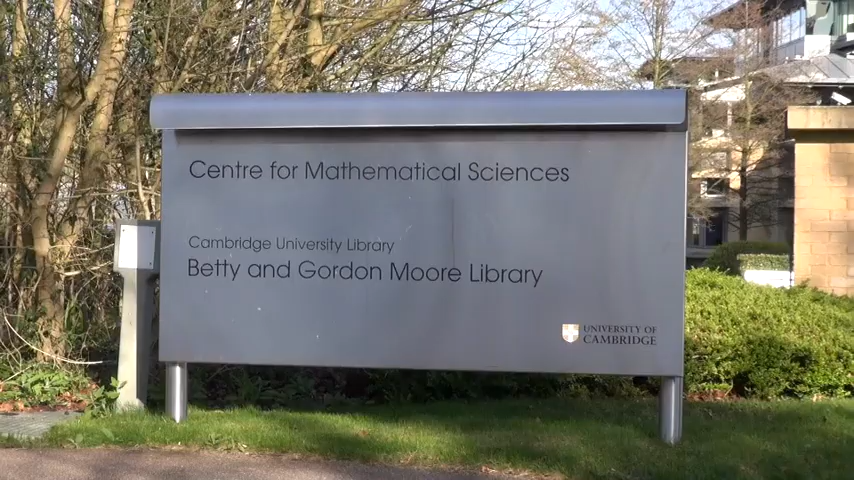 Centre for Mathematical Sciences
Cambridge University Library
Betty and Gordon Moore Library
UNIVERSITY OF
CAMBRIDGE